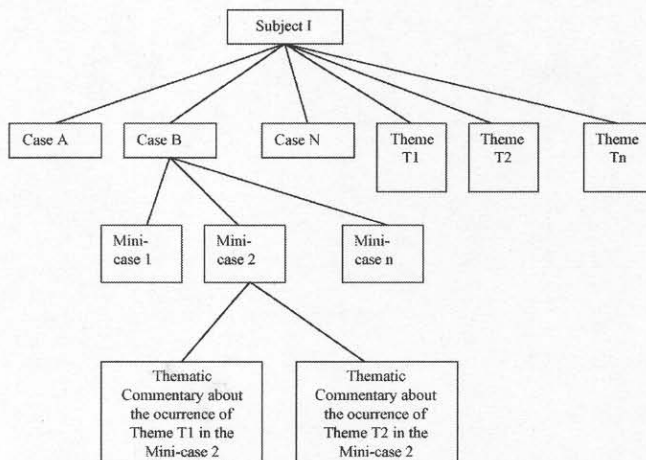 Subject I
Case A
Case B
Case N
Theme
T1
Theme
T2
Theme
Tn
Mini-
case 1
Mini-
case 2
Mini-
case n
Thematic
Commentary about
the ocurrence of
Theme T1 in the
Mini-case 2
Thematic
Commentary about
the ocurrence of
Theme T2 in the
Mini-case 2